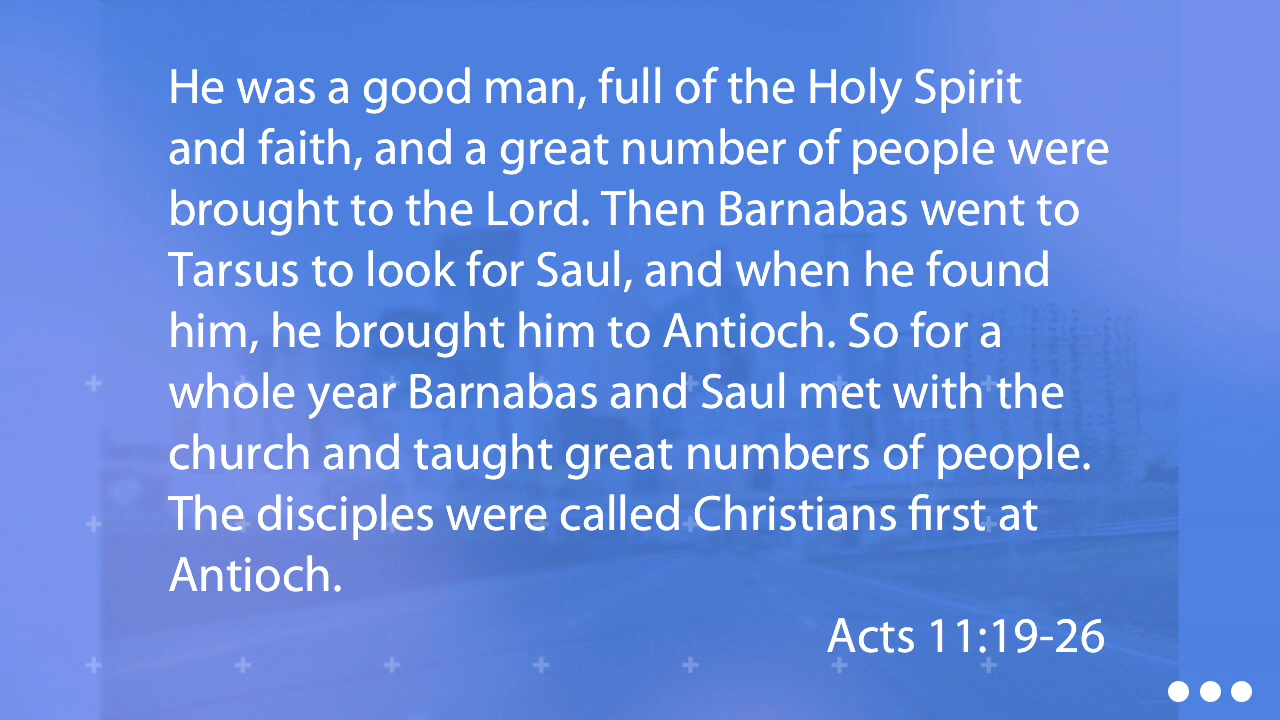 He was a good man, full of the Holy Spirit
and faith, and a great number of people were
brought to the Lord. Then Barnabas went to
Tarsus to look for Saul, and when he found
him, he brought him to Antioch. So for a
whole year Barnabas and Saul met with the
church and taught great numbers of people.
The disciples were called Christians first at
Antioch.
Acts 11:19-26